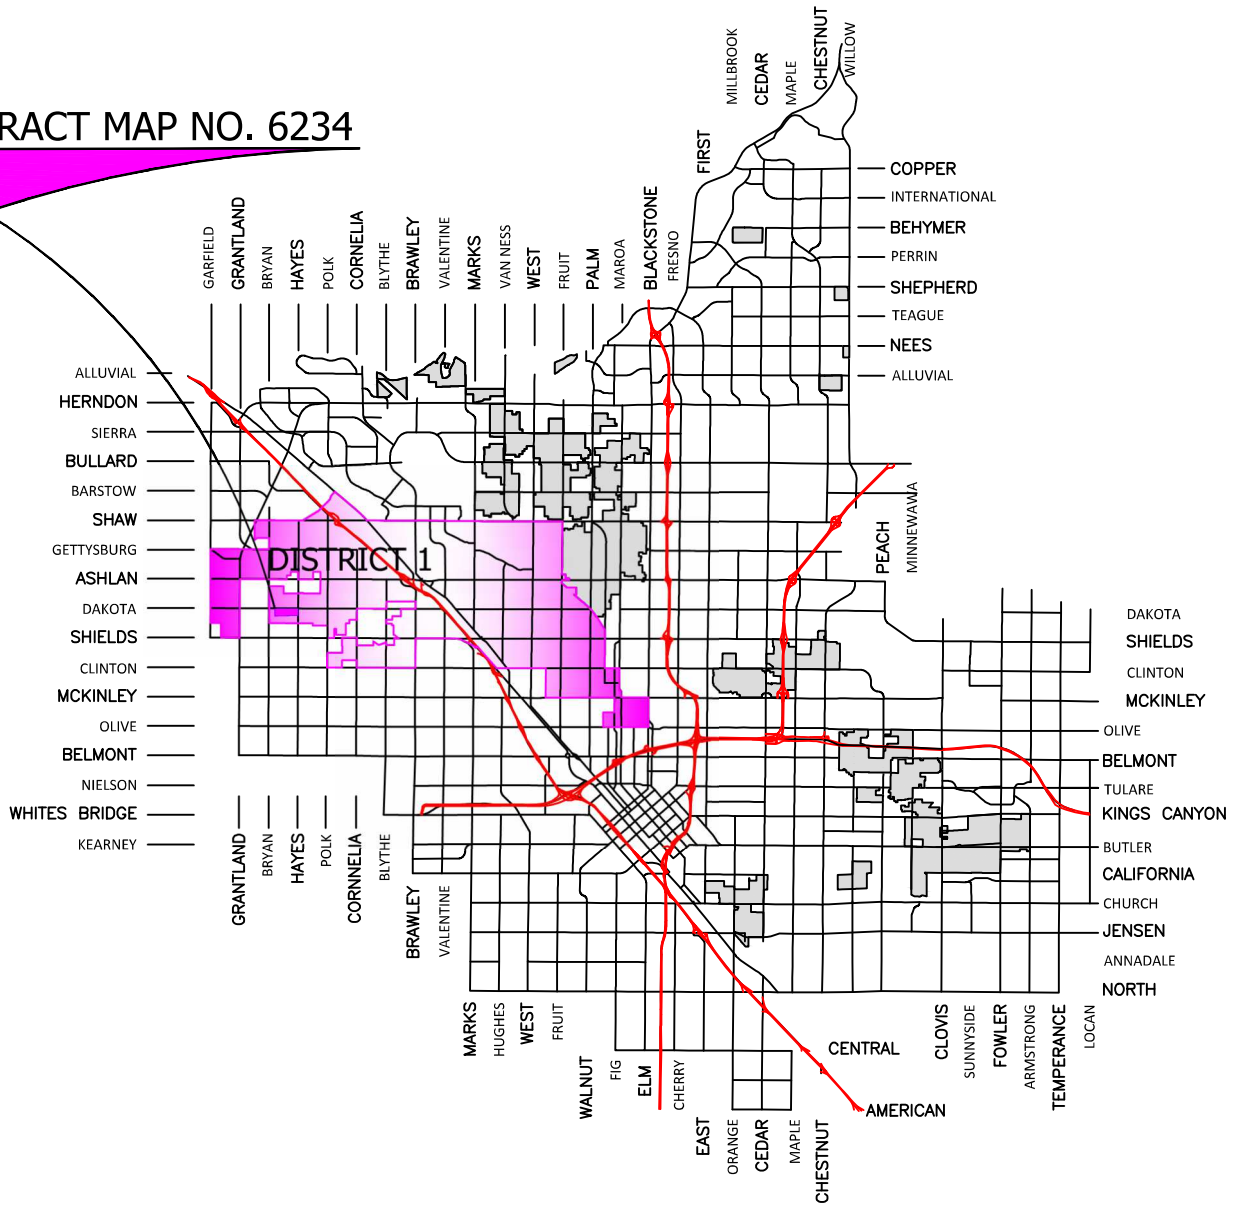 RACT MAP NO. 6234
MILLBROOK
CEDAR
MAPLE
CHESTNUT
WILLOW
FIRST
GARFIELD
GRANTLAND
BRYAN
HAYES
POLK
CORNELIA
BLYTHE
BRAWLEY
VALENTINE
MARKS
VAN NESS
WEST
FRUIT
PALM
MAROA
BLACKSTONE
FRESNO
COPPER
INTERNATIONAL
BEHYMER
PERRIN
SHEPHERD
TEAGUE
NEES
ALLUVIAL
ALLUVIAL
HERNDON
SIERRA
BULLARD
BARSTOW
SHAW
GETTYSBURG
ASHLAN
DAKOTA
SHIELDS
CLINTON
MCKINLEY
OLIVE
BELMONT
NIELSON
WHITES BRIDGE
KEARNEY
DISTRICT 1
PEACH
MINNEWAWA
DAKOTA
SHIELDS
CLINTON
MCKINLEY
OLIVE
BELMONT
TULARE
KINGS CANYON
BUTLER
CALIFORNIA
CHURCH
JENSEN
ANNADALE
NORTH
GRANTLAND
BRYAN
HAYES
POLK
CORNNELIA
BLYTHE
BRAWLEY
VALENTINE
MARKS
HUGHES
WEST
FRUIT
WALNUT
FIG
ELM
CHERRY
EAST
ORANGE
CEDAR
MAPLE
CHESTNUT
CENTRAL
AMERICAN
CLOVIS
SUNNYSIDE
FOWLER
ARMSTRONG
TEMPERANCE
LOCAN